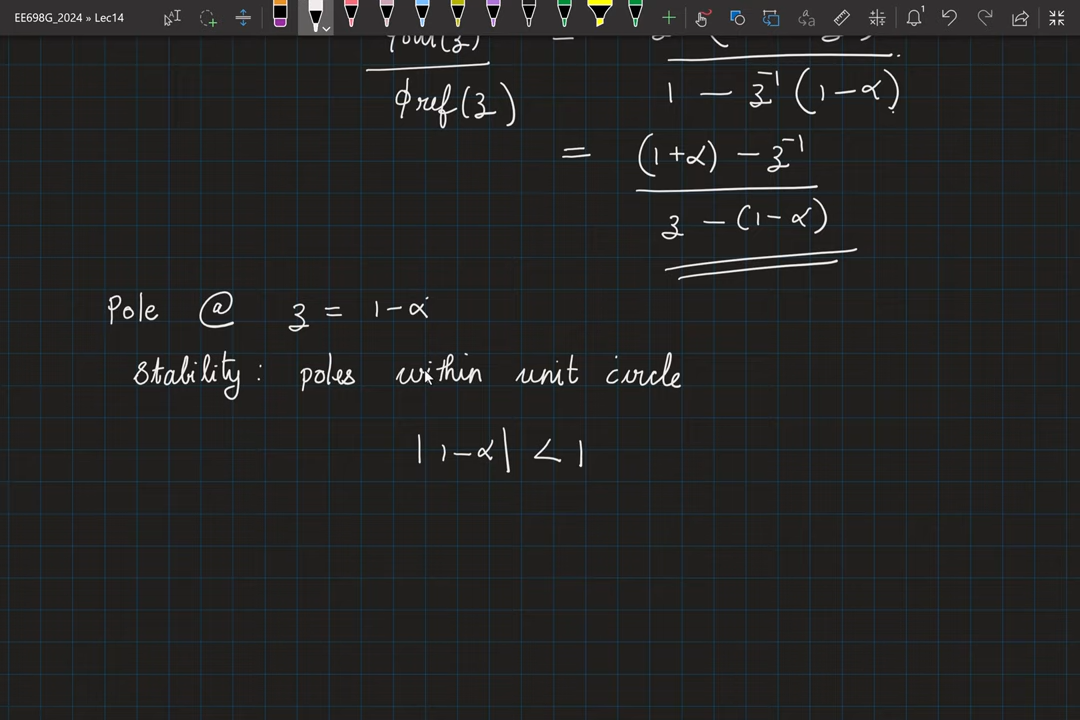 EE698G_2024 » Lec14
ϕref(z)
=
1 - z⁻¹(1-α)
= (1+α) - z⁻¹
z - (1-α)
Pole @ z = 1-α
Stability: poles within unit circle
|1-α| < 1